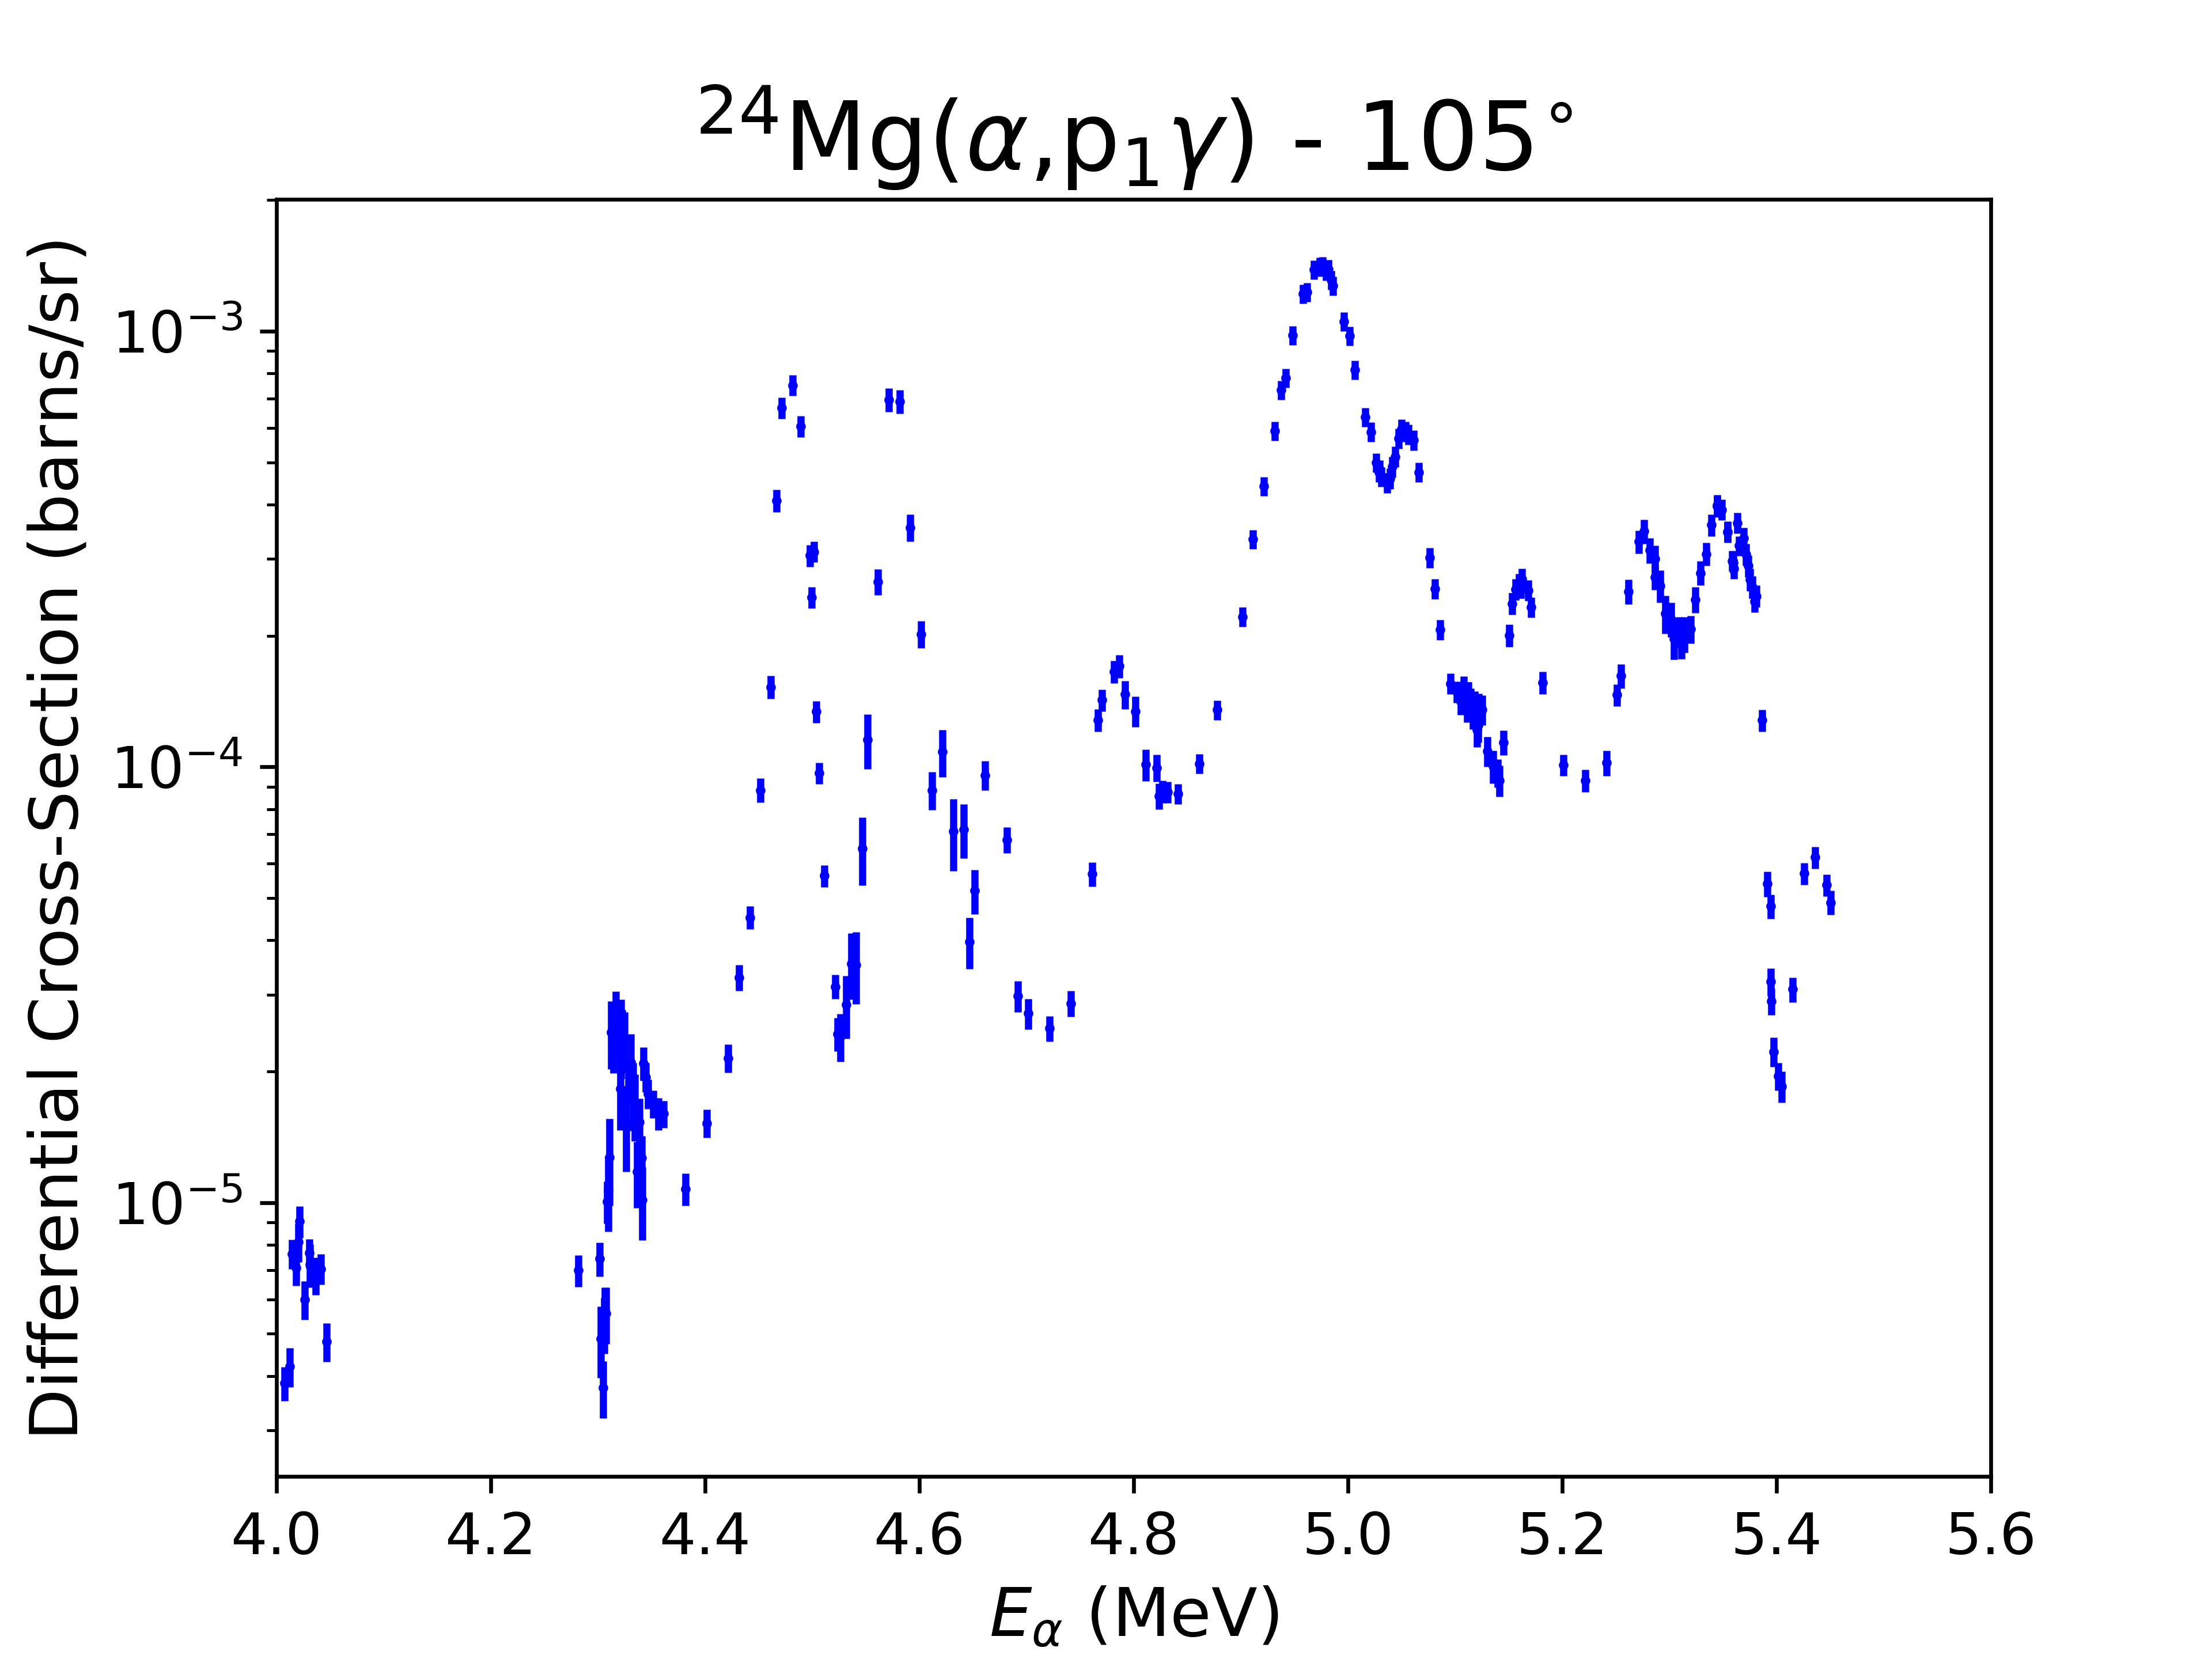 ²⁴Mg(α,p₁γ) - 105°
Differential Cross-Section (barns/sr)
10⁻³
10⁻⁴
10⁻⁵
4.0 4.2 4.4 4.6 4.8 5.0 5.2 5.4 5.6
E_α (MeV)